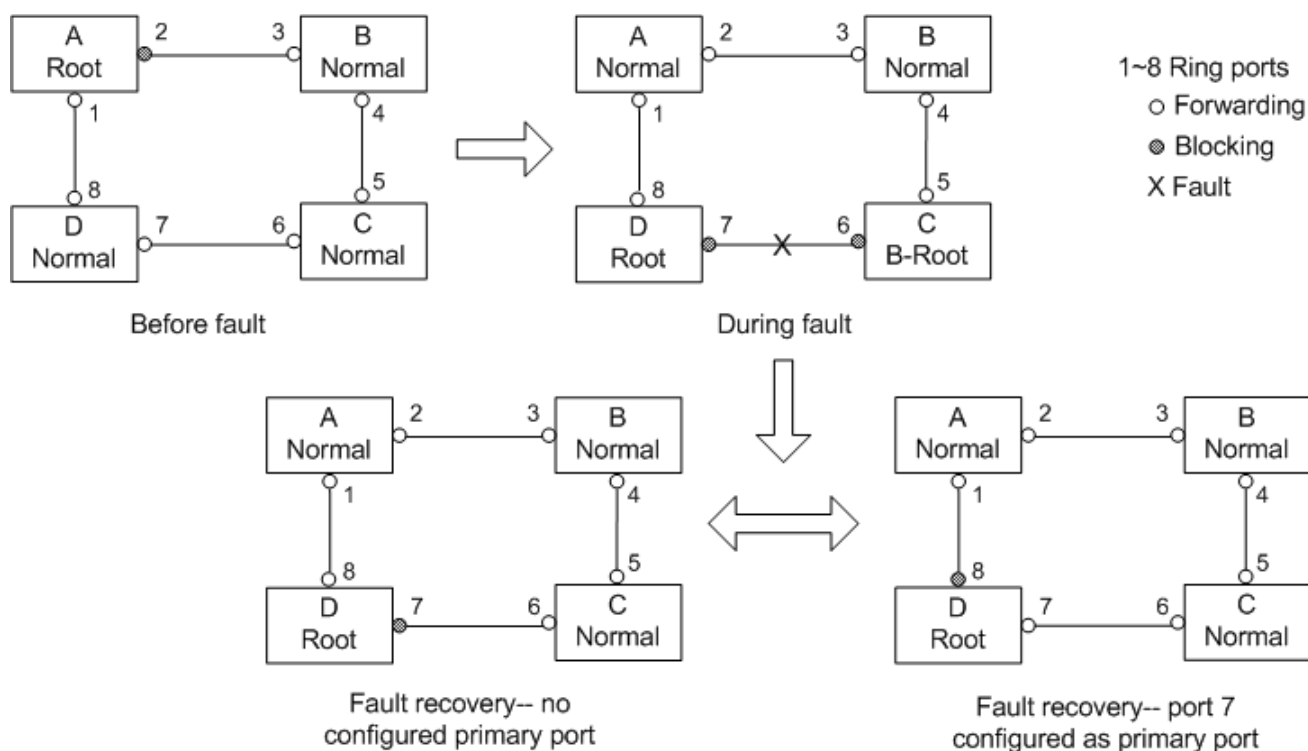 A
Root
2
3
B
Normal
1
4
8
5
D
Normal
7
6
C
Normal
Before fault
A
Normal
2
3
B
Normal
1
4
8
5
D
Root
7
X
6
C
B-Root
During fault
1~8 Ring ports
Forwarding
Blocking
X Fault
A
Normal
2
3
B
Normal
1
4
8
5
D
Root
7
6
C
Normal
Fault recovery-- no
configured primary port
A
Normal
2
3
B
Normal
1
4
8
5
D
Root
7
6
C
Normal
Fault recovery-- port 7
configured as primary port